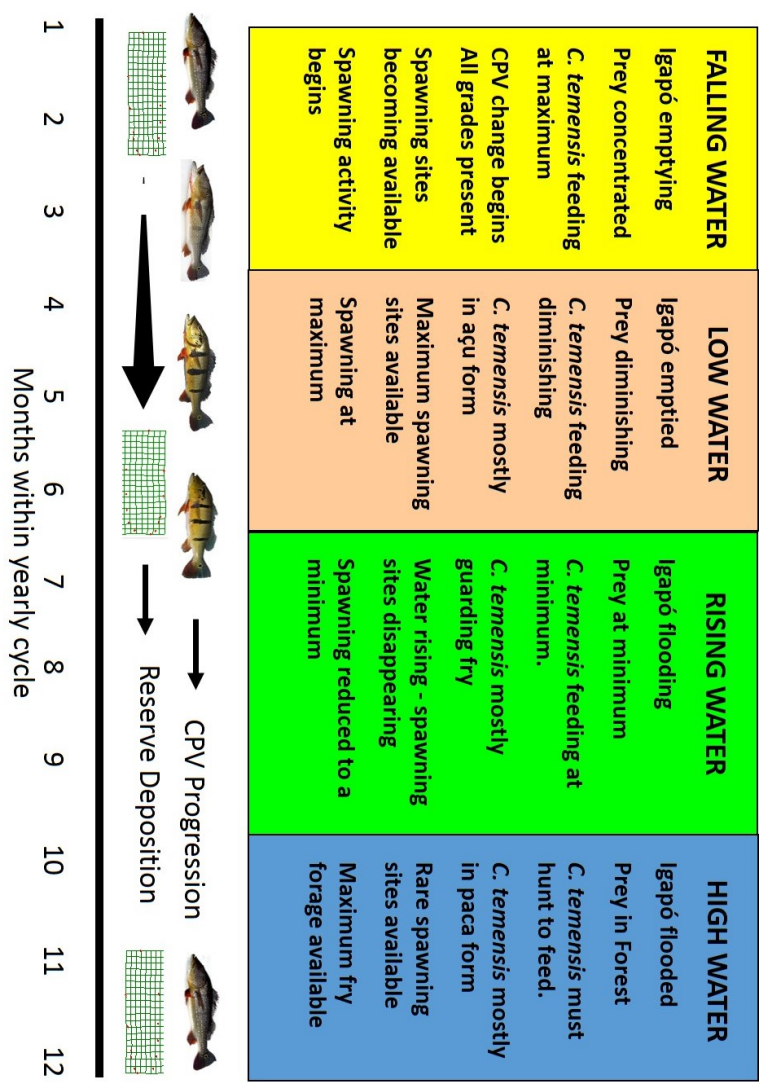 FALLING WATER
Igapó emptying
Prey concentrated
C. temensis feeding
at maximum
CPV change begins
All grades present
Spawning sites
becoming available
Spawning activity
begins
LOW WATER
Igapó emptied
Prey diminishing
C. temensis feeding
diminishing
C. temensis mostly
in açu form
Maximum spawning
sites available
Spawning at
maximum
RISING WATER
Igapó flooding
Prey at minimum
C. temensis feeding at
minimum.
C. temensis mostly
guarding fry
Water rising - spawning
sites disappearing
Spawning reduced to a
minimum
HIGH WATER
Igapó flooded
Prey in Forest
C. temensis must
hunt to feed.
C. temensis mostly
in paca form
Rare spawning
sites available
Maximum fry
forage available
CPV Progression
Reserve Deposition
1 2 3 4 5 6 7 8 9 10 11 12
Months within yearly cycle